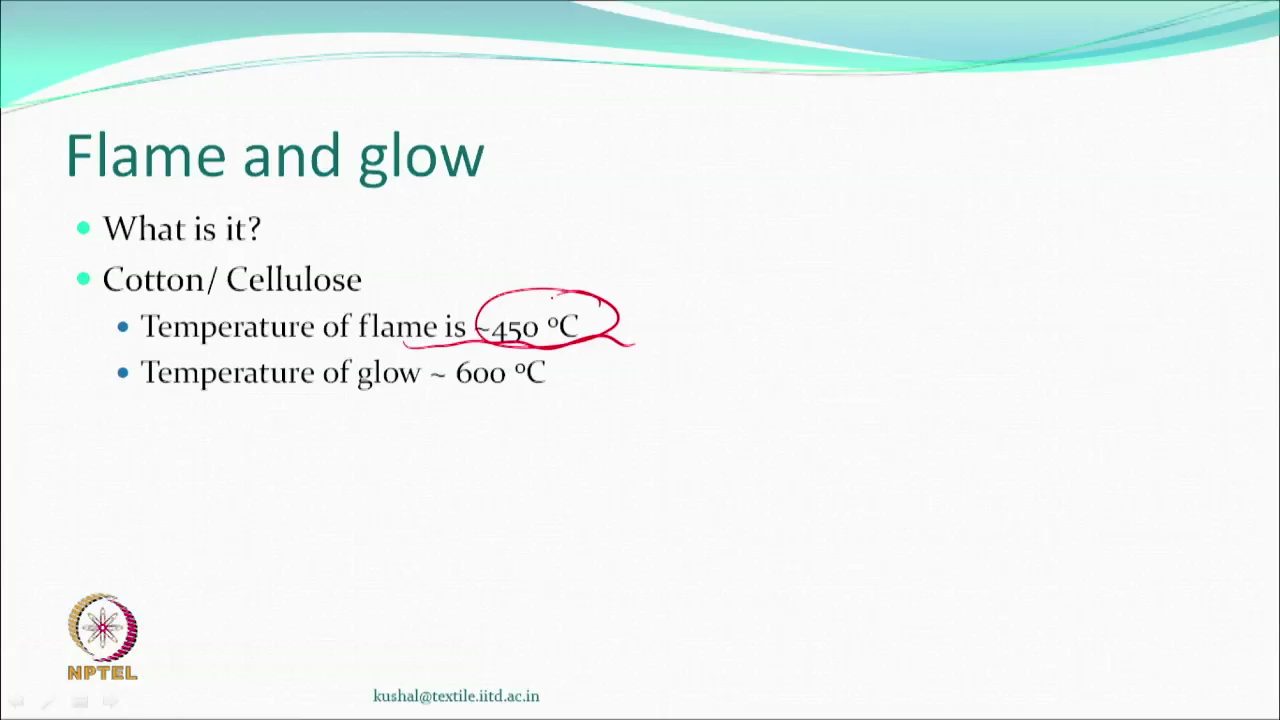 Flame and glow
What is it?
Cotton/ Cellulose
Temperature of flame is ~450 ºC
Temperature of glow ~ 600 ºC
NPTEL
kushal@textile.iitd.ac.in